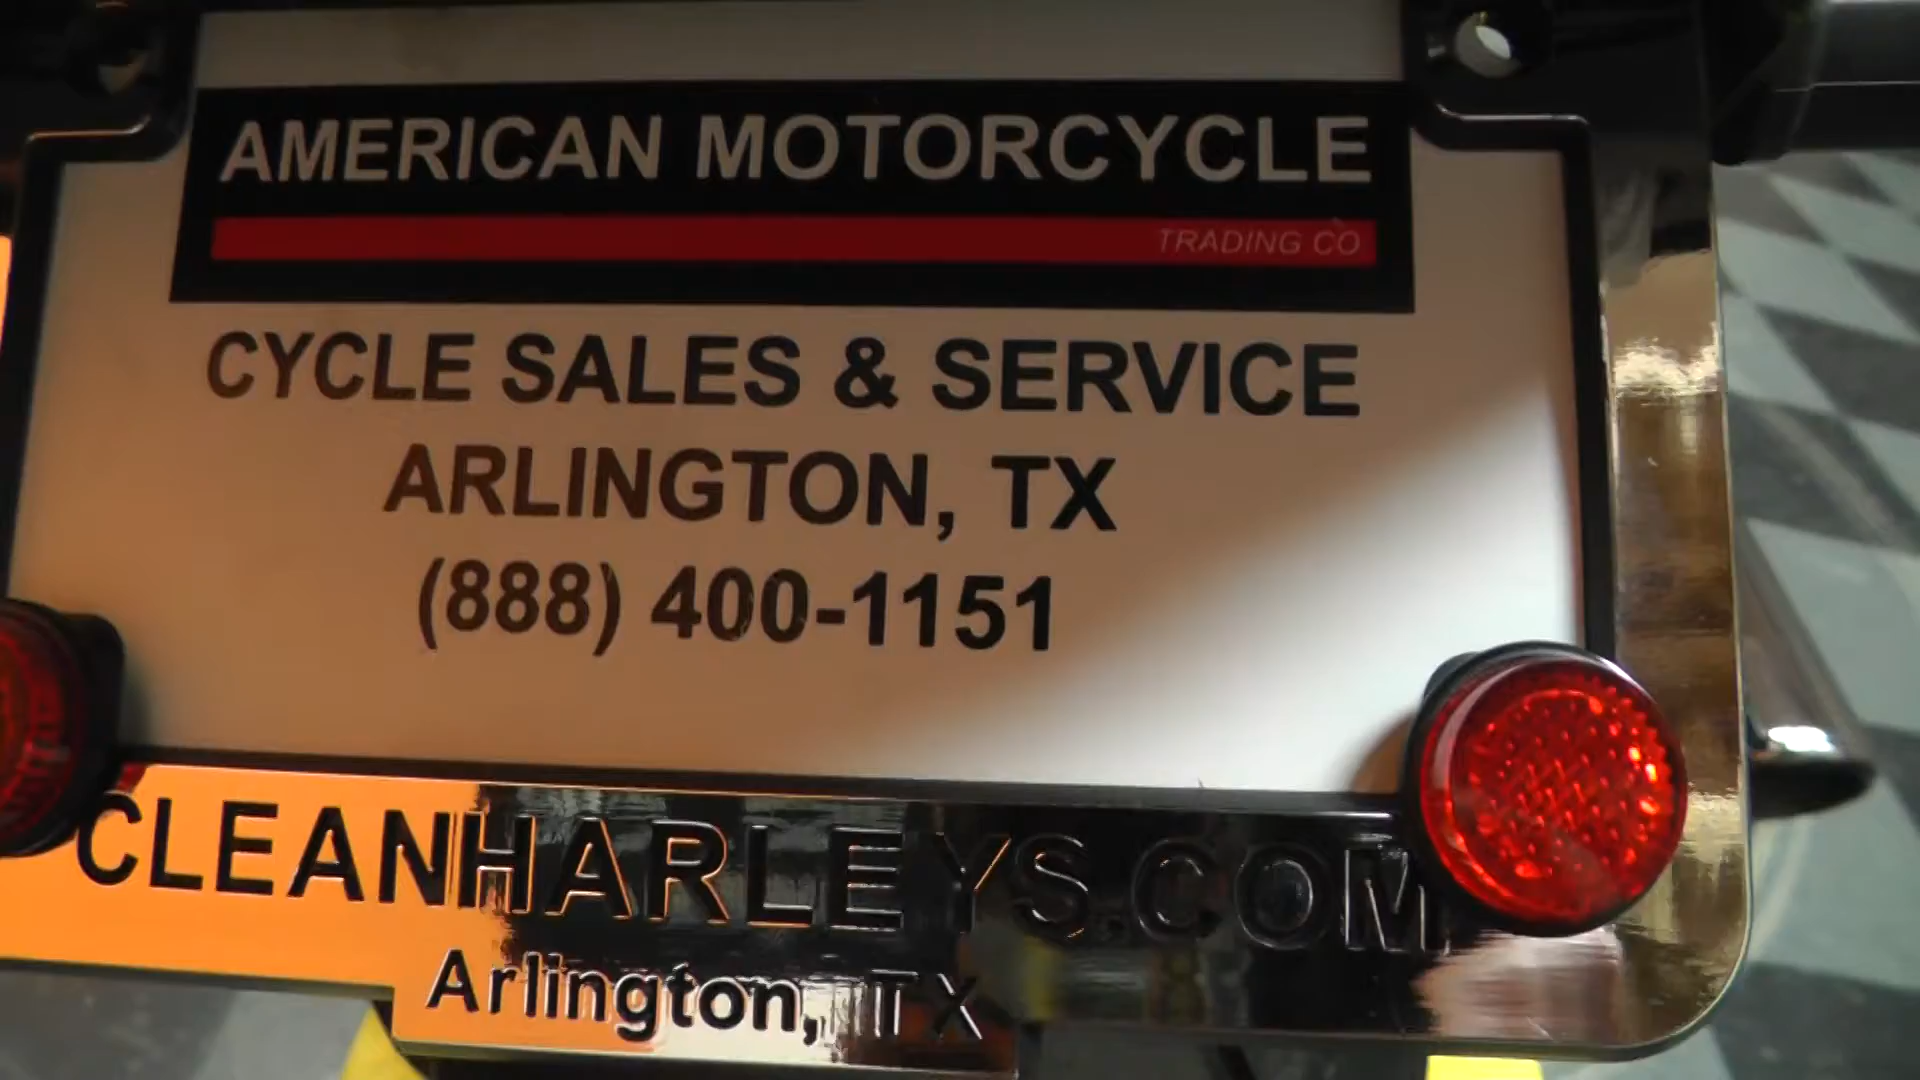 AMERICAN MOTORCYCLE
TRADING CO
CYCLE SALES & SERVICE
ARLINGTON, TX
(888) 400-1151
CLEANHARLEYS.COM
Arlington, TX